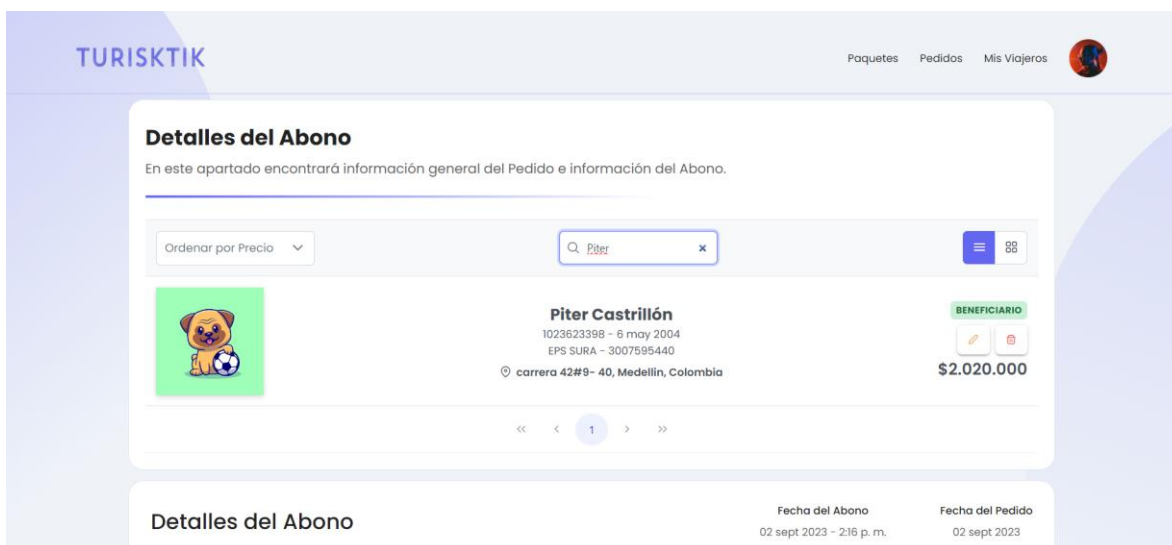 TURISKTIK
Paquetes Pedidos Mis Viajeros
Detalles del Abono
En este apartado encontrará información general del Pedido e información del Abono.
Ordenar por Precio
Piter
Piter Castrillón
1023623398 - 6 may 2004
EPS SURA - 3007595440
carrera 42#9- 40, Medellin, Colombia
BENEFICIARIO
$2.020.000
<< < 1 > >>
Detalles del Abono
Fecha del Abono
02 sept 2023 - 2:16 p. m.
Fecha del Pedido
02 sept 2023